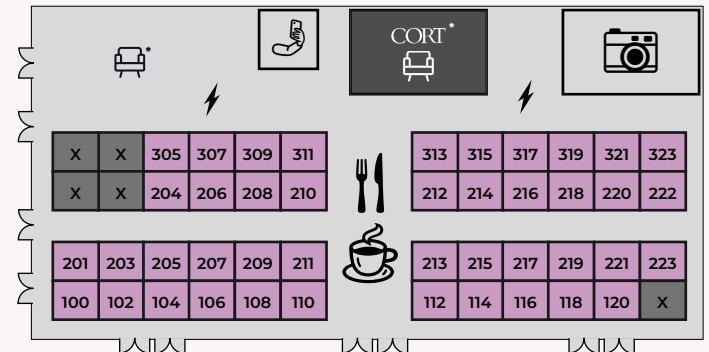 *
CORT*
X X 305 307 309 311
313 315 317 319 321 323
X X 204 206 208 210
212 214 216 218 220 222
201 203 205 207 209 211
213 215 217 219 221 223
100 102 104 106 108 110
112 114 116 118 120 X